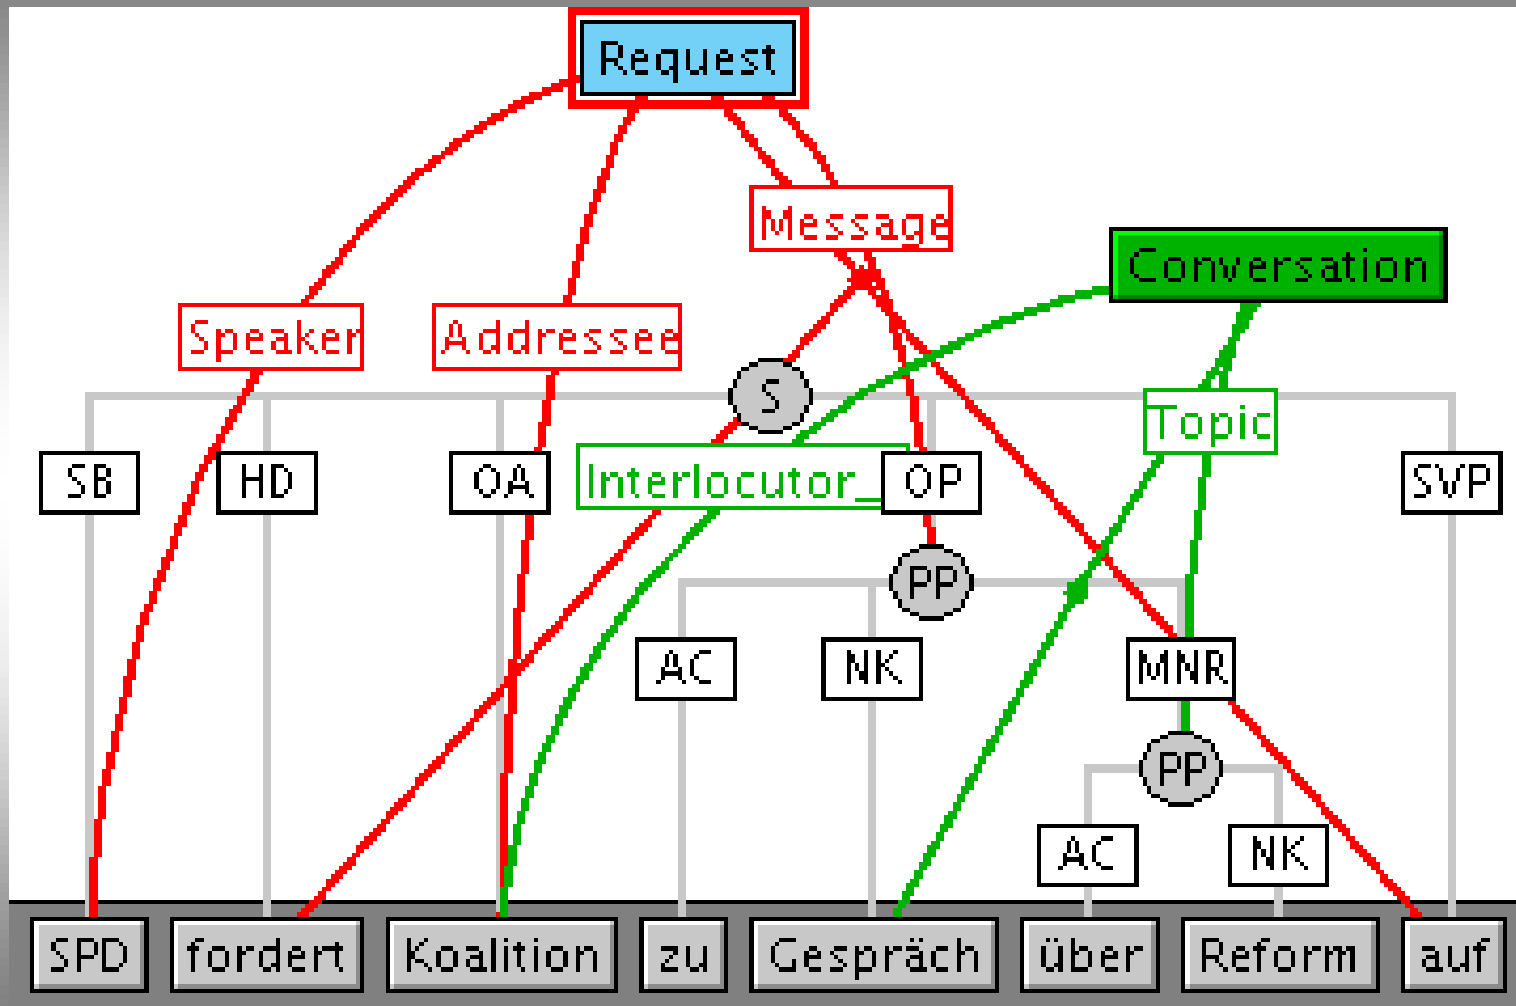 Request
Message
Conversation
Speaker
Addressee
S
Topic
SB
HD
OA
Interlocutor_
OP
SVP
PP
AC
NK
MNR
PP
AC
NK
SPD fordert Koalition zu Gespräch über Reform auf